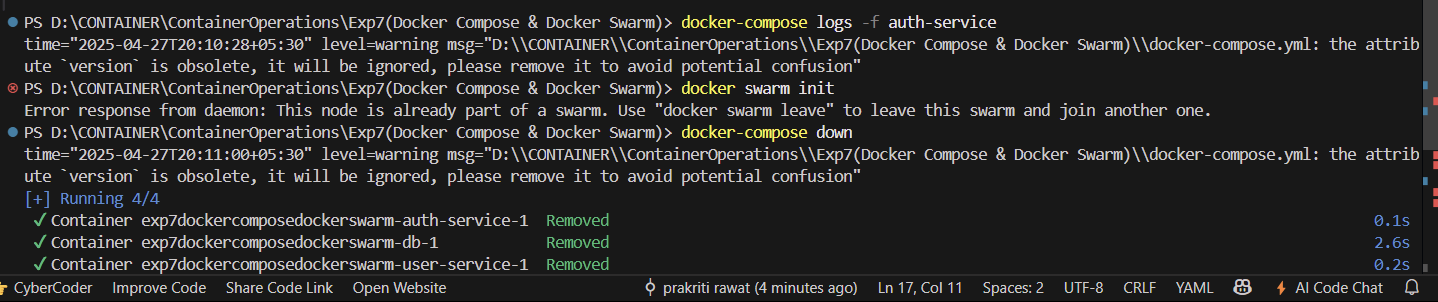 PS D:\CONTAINER\ContainerOperations\Exp7(Docker Compose & Docker Swarm)> docker-compose logs -f auth-service
time="2025-04-27T20:10:28+05:30" level=warning msg="D:\\CONTAINER\\ContainerOperations\\Exp7(Docker Compose & Docker Swarm)\\docker-compose.yml: the attrib
ute `version` is obsolete, it will be ignored, please remove it to avoid potential confusion"
PS D:\CONTAINER\ContainerOperations\Exp7(Docker Compose & Docker Swarm)> docker swarm init
Error response from daemon: This node is already part of a swarm. Use "docker swarm leave" to leave this swarm and join another one.
PS D:\CONTAINER\ContainerOperations\Exp7(Docker Compose & Docker Swarm)> docker-compose down
time="2025-04-27T20:11:00+05:30" level=warning msg="D:\\CONTAINER\\ContainerOperations\\Exp7(Docker Compose & Docker Swarm)\\docker-compose.yml: the attrib
ute `version` is obsolete, it will be ignored, please remove it to avoid potential confusion"
[+] Running 4/4
✓ Container exp7dockercomposedockerswarm-auth-service-1 Removed 0.1s
✓ Container exp7dockercomposedockerswarm-db-1 Removed 2.6s
✓ Container exp7dockercomposedockerswarm-user-service-1 Removed 0.2s
CyberCoder Improve Code Share Code Link Open Website prakriti rawat (4 minutes ago) Ln 17, Col 11 Spaces: 2 UTF-8 CRLF YAML AI Code Chat